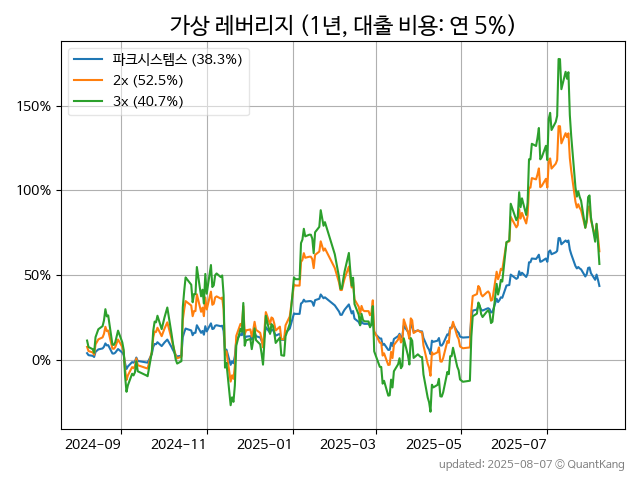 가상 레버리지 (1년, 대출 비용: 연 5%)
파크시스템스 (38.3%)
2x (52.5%)
3x (40.7%)
150%
100%
50%
0%
2024-09 2024-11 2025-01 2025-03 2025-05 2025-07
updated: 2025-08-07 © QuantKang